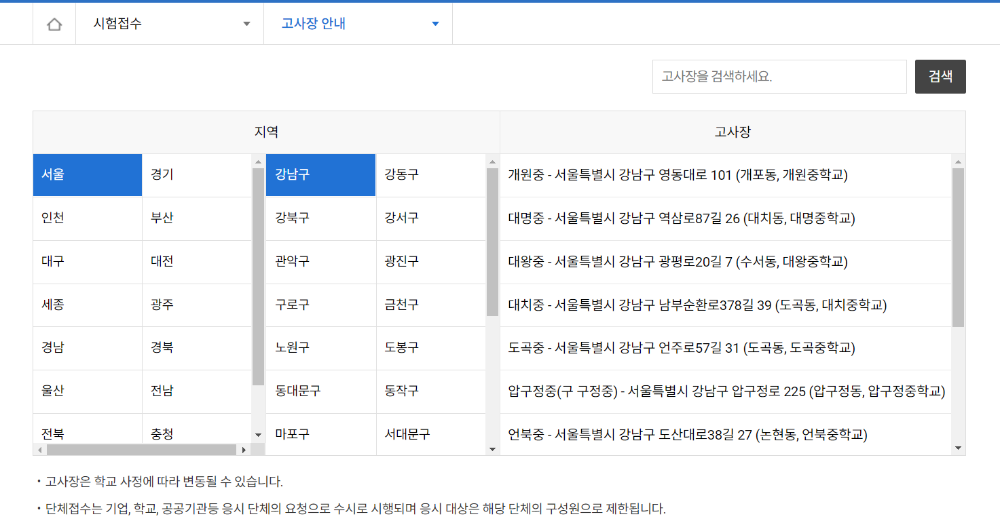 시험접수 고사장 안내
고사장을 검색하세요. 검색
지역 고사장
서울 경기 강남구 강동구 개원중 - 서울특별시 강남구 영동대로 101 (개포동, 개원중학교)
인천 부산 강북구 강서구 대명중 - 서울특별시 강남구 역삼로87길 26 (대치동, 대명중학교)
대구 대전 관악구 광진구 대왕중 - 서울특별시 강남구 광평로20길 7 (수서동, 대왕중학교)
세종 광주 구로구 금천구 대치중 - 서울특별시 강남구 남부순환로378길 39 (도곡동, 대치중학교)
경남 경북 노원구 도봉구 도곡중 - 서울특별시 강남구 언주로57길 31 (도곡동, 도곡중학교)
울산 전남 동대문구 동작구 압구정중(구 구정중) - 서울특별시 강남구 압구정로 225 (압구정동, 압구정중학교)
전북 충청 마포구 서대문구 언북중 - 서울특별시 강남구 도산대로38길 27 (논현동, 언북중학교)
• 고사장은 학교 사정에 따라 변동될 수 있습니다.
• 단체접수는 기업, 학교, 공공기관등 응시 단체의 요청으로 수시로 시행되며 응시 대상은 해당 단체의 구성원으로 제한됩니다.